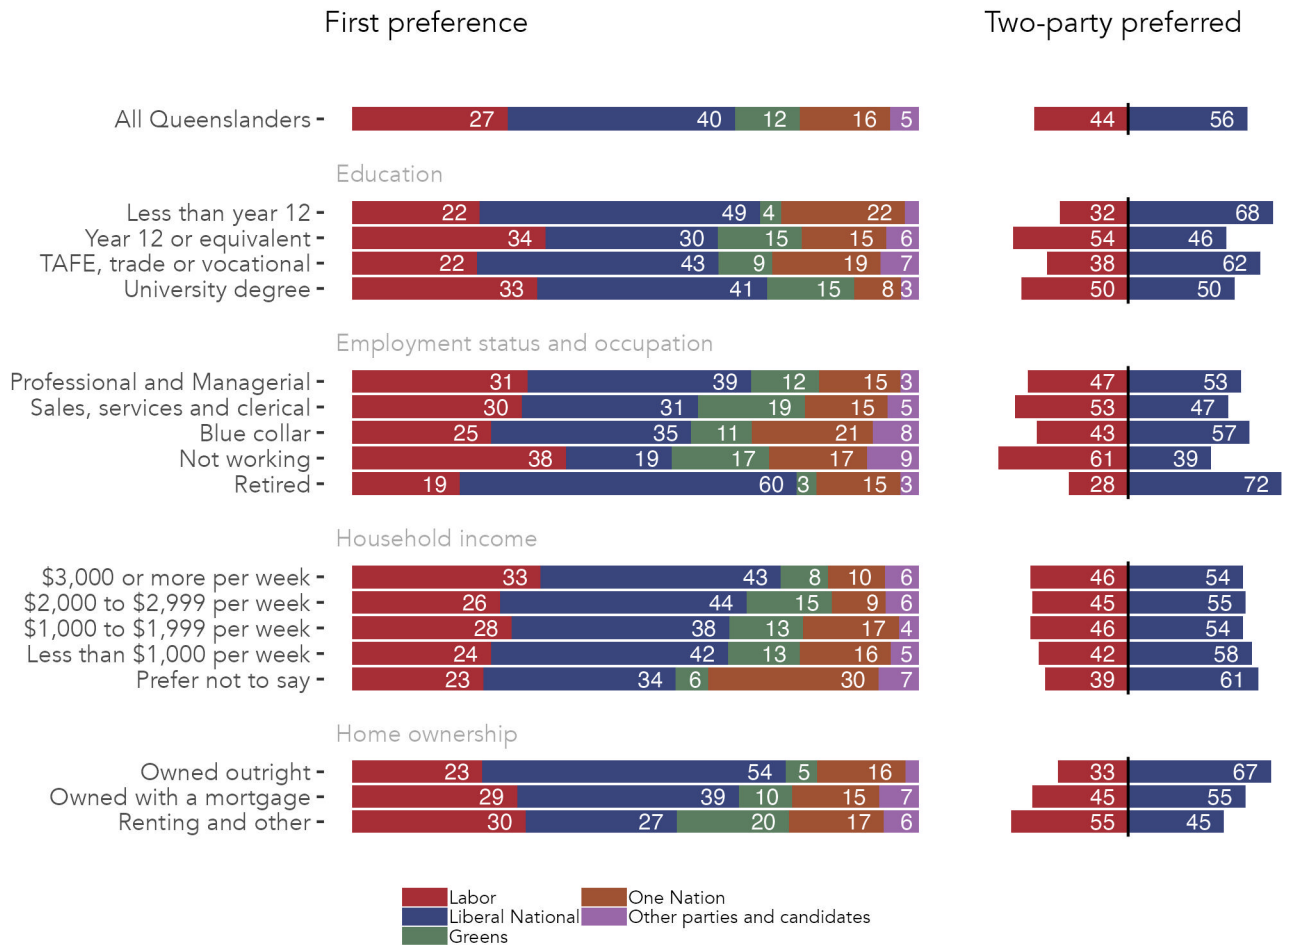 First preference Two-party preferred
All Queenslanders 27 40 12 16 5 44 56
Education
Less than year 12 22 49 4 22 32 68
Year 12 or equivalent 34 30 15 15 6 54 46
TAFE, trade or vocational 22 43 9 19 7 38 62
University degree 33 41 15 8 3 50 50
Employment status and occupation
Professional and Managerial 31 39 12 15 3 47 53
Sales, services and clerical 30 31 19 15 5 53 47
Blue collar 25 35 11 21 8 43 57
Not working 38 19 17 17 9 61 39
Retired 19 60 3 15 3 28 72
Household income
$3,000 or more per week 33 43 8 10 6 46 54
$2,000 to $2,999 per week 26 44 15 9 6 45 55
$1,000 to $1,999 per week 28 38 13 17 4 46 54
Less than $1,000 per week 24 42 13 16 5 42 58
Prefer not to say 23 34 6 30 7 39 61
Home ownership
Owned outright 23 54 5 16 33 67
Owned with a mortgage 29 39 10 15 7 45 55
Renting and other 30 27 20 17 6 55 45
Labor One Nation
Liberal National Other parties and candidates
Greens